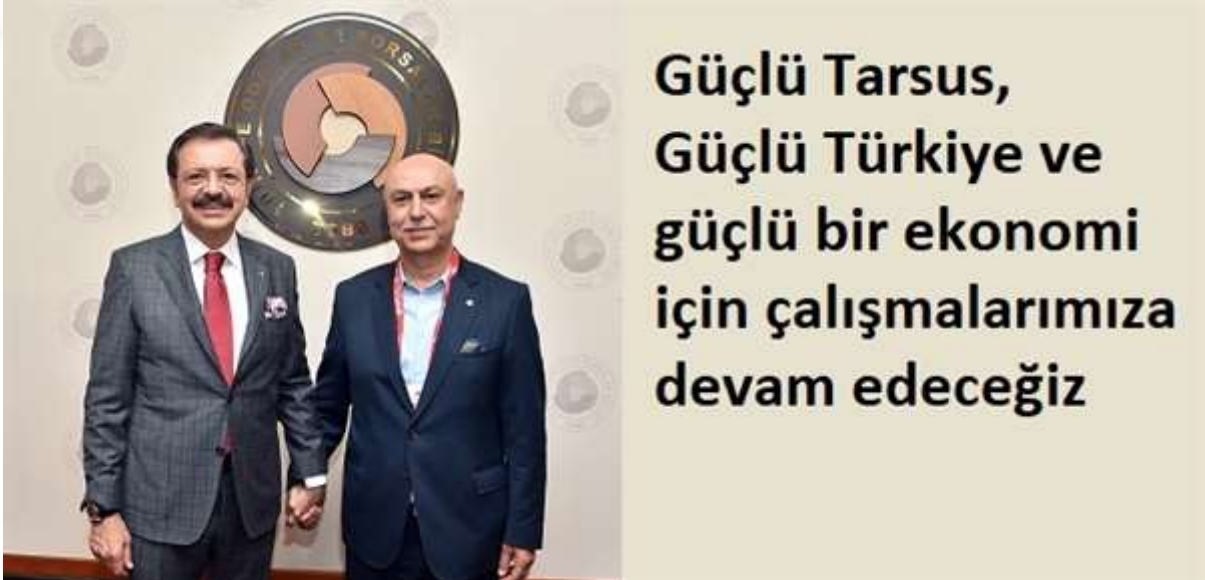 Güçlü Tarsus,
Güçlü Türkiye ve
güçlü bir ekonomi
için çalışmalarımıza
devam edeceğiz